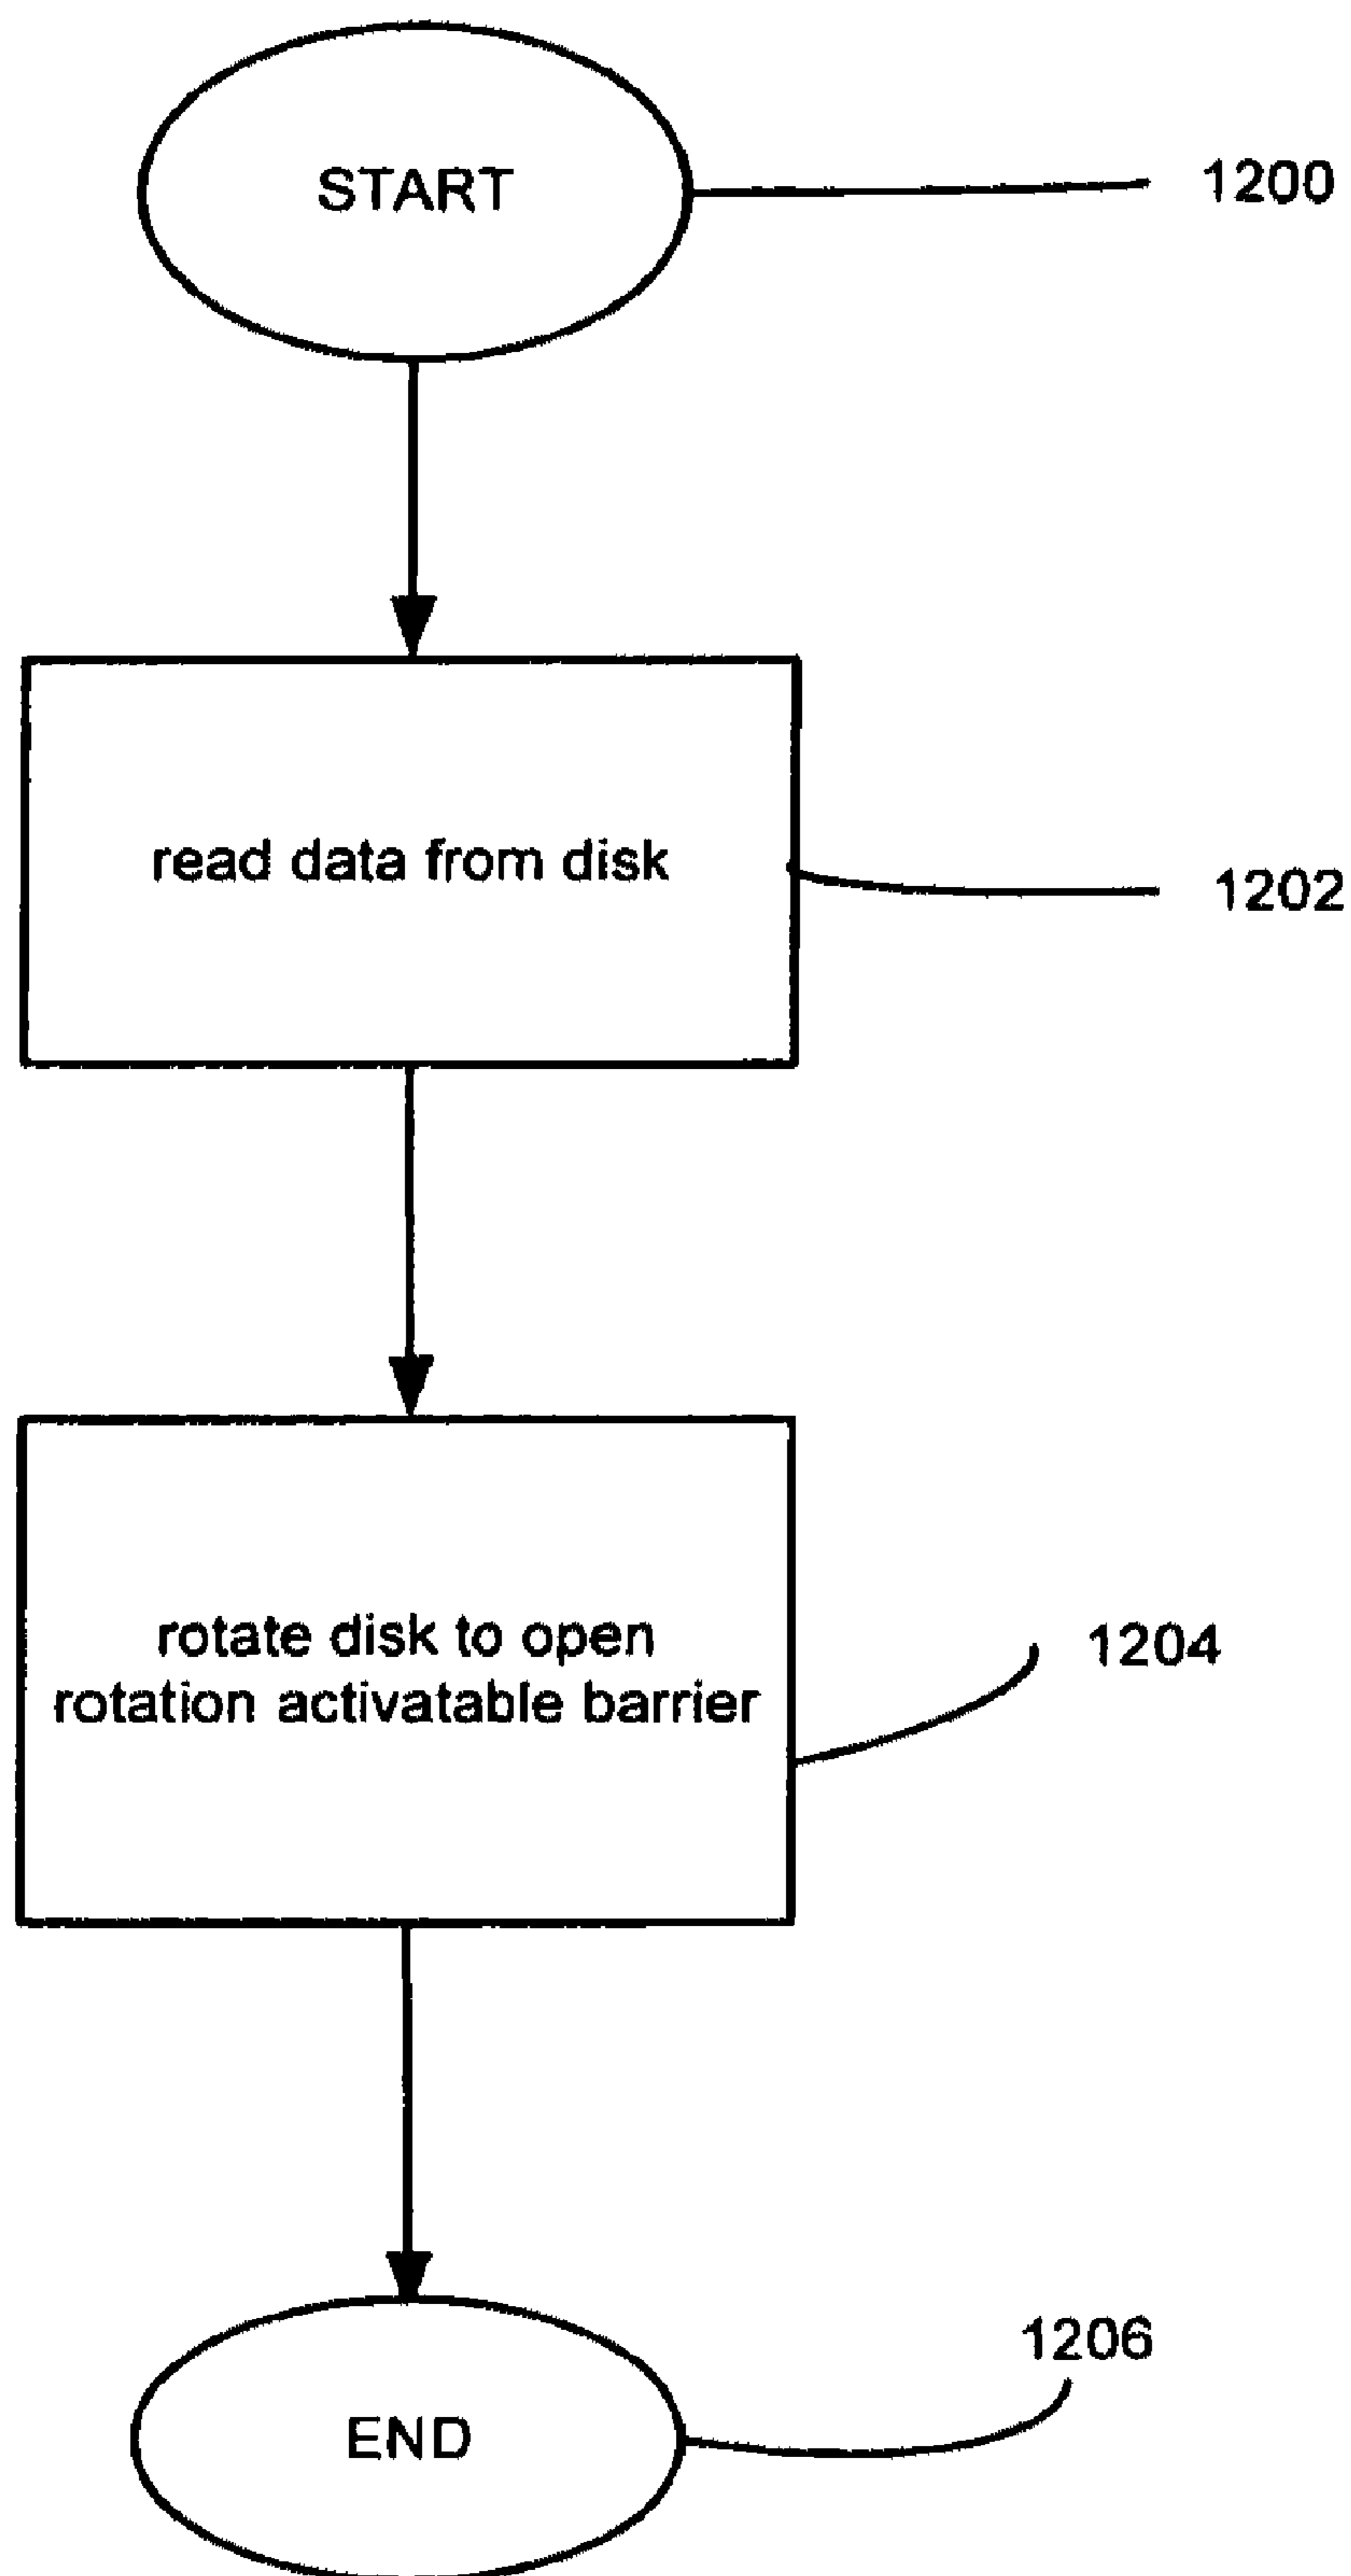 START
1200
read data from disk
1202
rotate disk to open
rotation activatable barrier
1204
1206
END